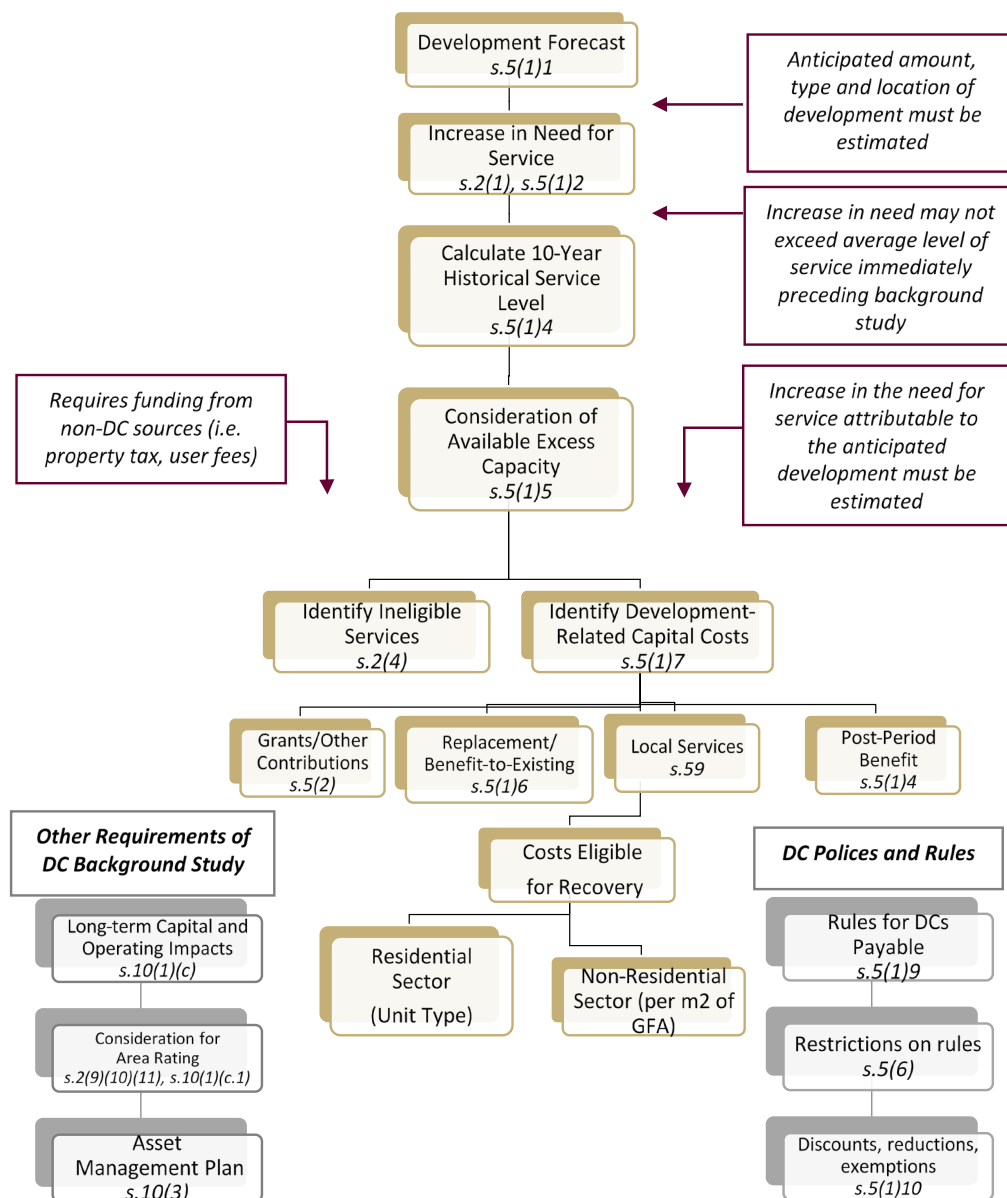 Development Forecast
s.5(1)1
Anticipated amount,
type and location of
development must be
estimated
Increase in Need for
Service
s.2(1), s.5(1)2
Increase in need may not
exceed average level of
service immediately
preceding background
study
Calculate 10-Year
Historical Service
Level
s.5(1)4
Requires funding from
non-DC sources (i.e.
property tax, user fees)
Consideration of
Available Excess
Capacity
s.5(1)5
Increase in the need for
service attributable to
the anticipated
development must be
estimated
Identify Ineligible
Services
s.2(4)
Identify Development-
Related Capital Costs
s.5(1)7
Grants/Other
Contributions
s.5(2)
Replacement/
Benefit-to-Existing
s.5(1)6
Local Services
s.59
Post-Period
Benefit
s.5(1)4
Costs Eligible
for Recovery
Residential
Sector
(Unit Type)
Non-Residential
Sector (per m2 of
GFA)
Other Requirements of
DC Background Study
Long-term Capital and
Operating Impacts
s.10(1)(c)
Consideration for
Area Rating
s.2(9)(10)(11), s.10(1)(c.1)
Asset
Management Plan
s.10(3)
DC Polices and Rules
Rules for DCs
Payable
s.5(1)9
Restrictions on rules
s.5(6)
Discounts, reductions,
exemptions
s.5(1)10